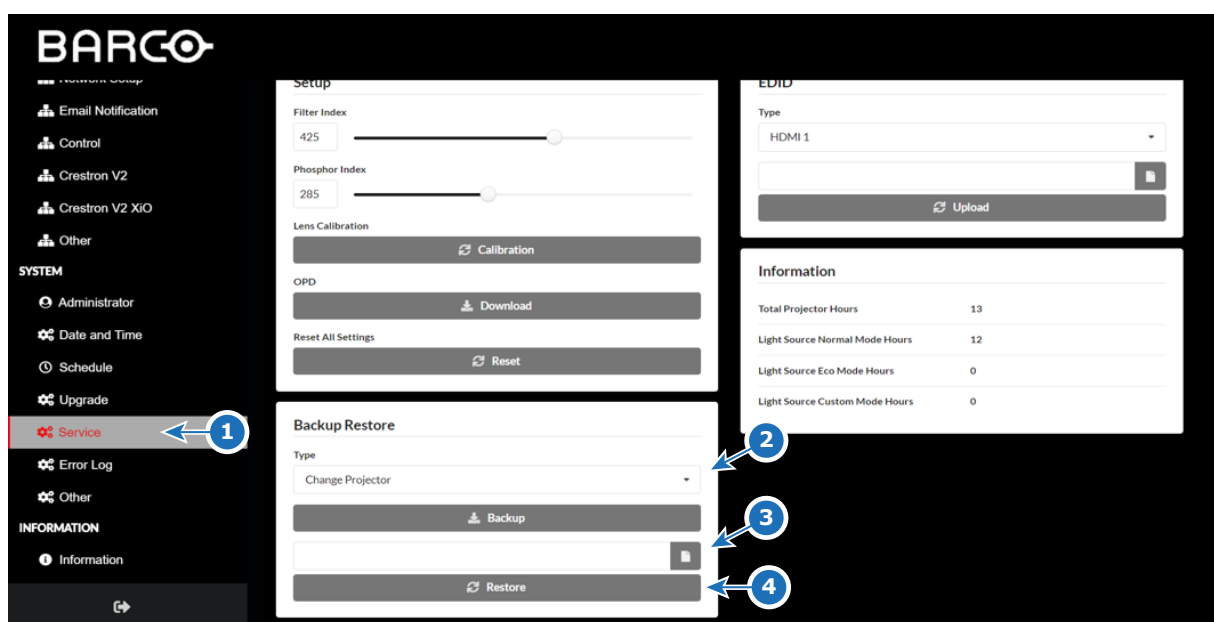 BARCO
Network Setup
Email Notification
Control
Crestron V2
Crestron V2 XiO
Other
SYSTEM
Administrator
Date and Time
Schedule
Upgrade
Service
1
Error Log
Other
INFORMATION
Information
Setup
Filter Index
425
Phosphor Index
285
Lens Calibration
Calibration
OPD
Download
Reset All Settings
Reset
Backup Restore
Type
2
Change Projector
Backup
3
Restore
4
EDID
Type
HDMI 1
Upload
Information
Total Projector Hours 13
Light Source Normal Mode Hours 12
Light Source Eco Mode Hours 0
Light Source Custom Mode Hours 0